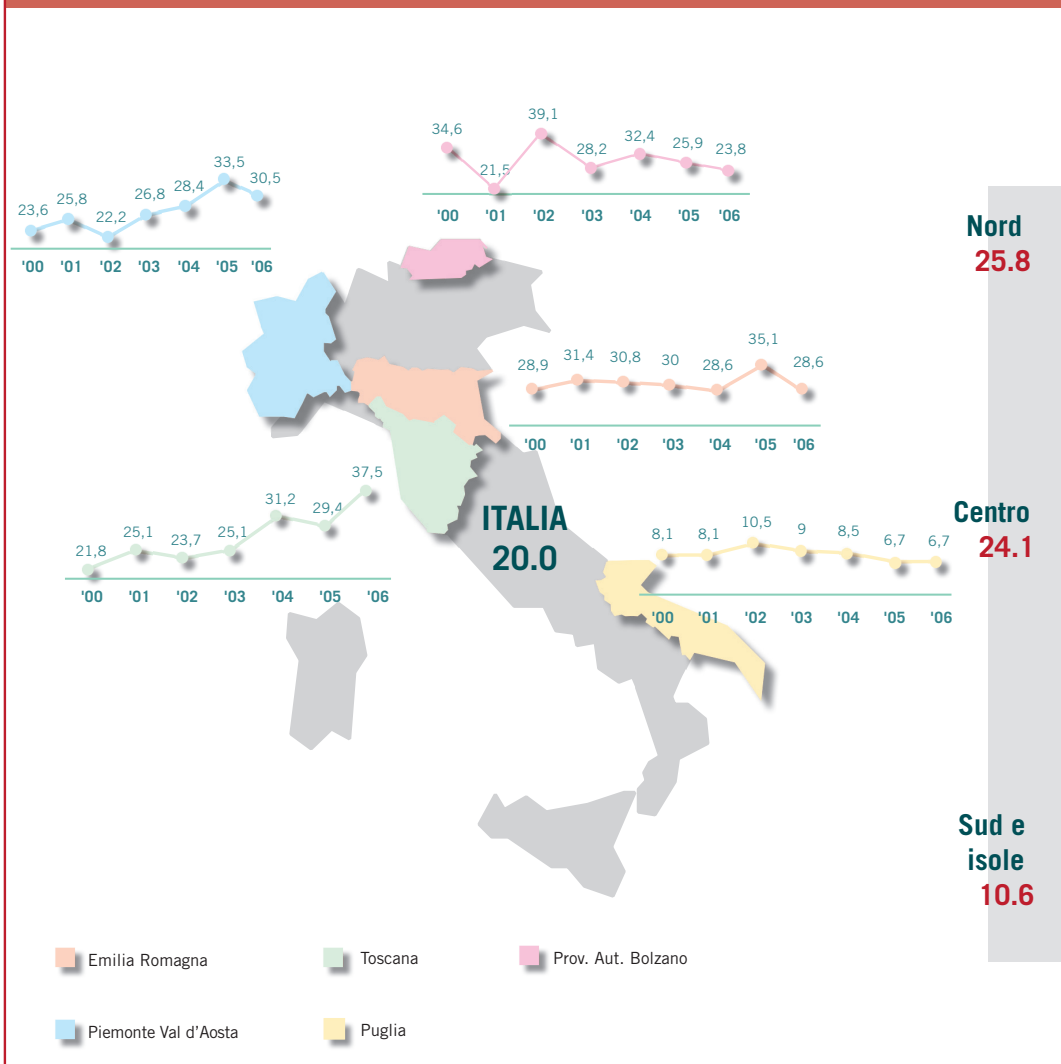 34,6
21,5
39,1
28,2
32,4
25,9
23,8
'00 '01 '02 '03 '04 '05 '06
23,6
25,8
22,2
26,8
28,4
33,5
30,5
'00 '01 '02 '03 '04 '05 '06
Nord
25.8
28,9
31,4
30,8
30
28,6
35,1
28,6
'00 '01 '02 '03 '04 '05 '06
21,8
25,1
23,7
25,1
31,2
29,4
37,5
'00 '01 '02 '03 '04 '05 '06
ITALIA
20.0
8,1
8,1
10,5
9
8,5
6,7
6,7
'00 '01 '02 '03 '04 '05 '06
Centro
24.1
Sud e
isole
10.6
Emilia Romagna
Toscana
Prov. Aut. Bolzano
Piemonte Val d'Aosta
Puglia